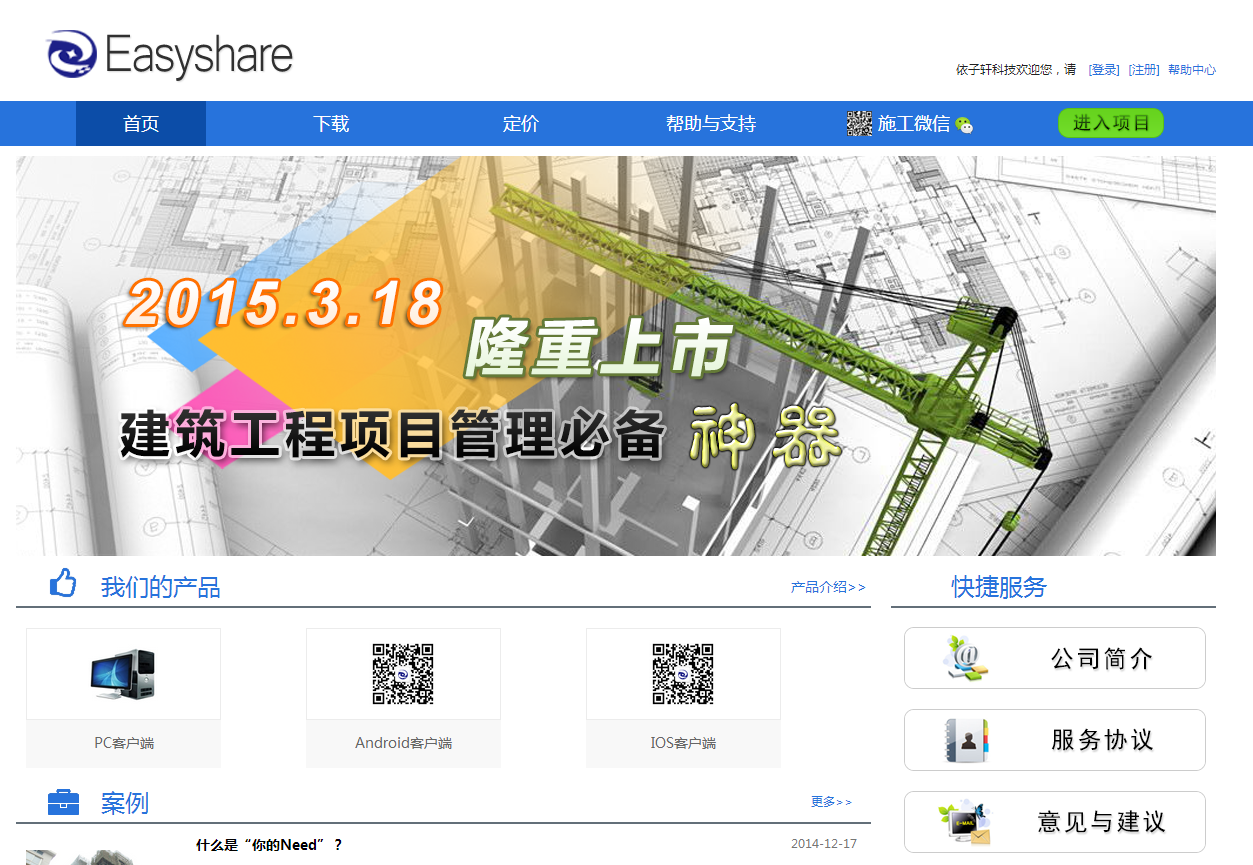 Easyshare
依子轩科技欢迎您，请 [登录] [注册] 帮助中心
首页 下载 定价 帮助与支持 施工微信 进入项目
2015.3.18
隆重上市
建筑工程项目管理必备 神器
我们的产品 产品介绍>>
快捷服务
PC客户端 Android客户端 IOS客户端
公司简介
服务协议
E-MAIL
意见与建议
案例 更多>>
什么是“你的Need”？ 2014-12-17